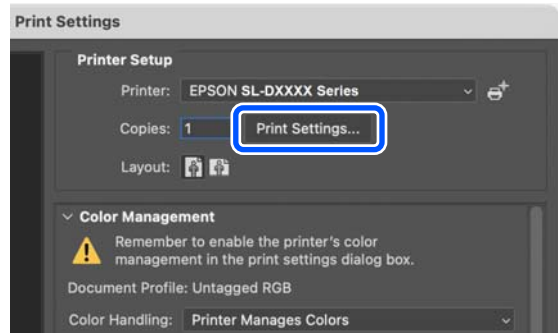 Print Settings
Printer Setup
Printer: EPSON SL-DXXXX Series
Copies: 1 Print Settings...
Layout:
Color Management
Remember to enable the printer's color
management in the print settings dialog box.
Document Profile: Untagged RGB
Color Handling: Printer Manages Colors